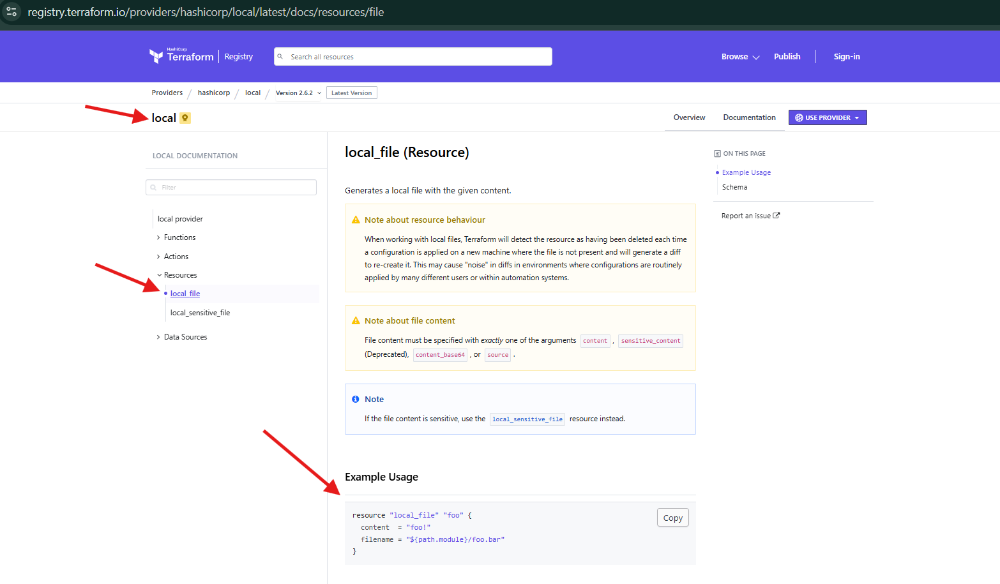 registry.terraform.io/providers/hashicorp/local/latest/docs/resources/file
HashiCorp
Terraform
Registry
Search all resources
Browse
Publish
Sign-in
Providers / hashicorp / local / Version 2.6.2
Latest Version
local
Overview
Documentation
USE PROVIDER
LOCAL DOCUMENTATION
Filter
local provider
Functions
Actions
Resources
local_file
local_sensitive_file
Data Sources
local_file (Resource)
Generates a local file with the given content.
Note about resource behaviour
When working with local files, Terraform will detect the resource as having been deleted each time
a configuration is applied on a new machine where the file is not present and will generate a diff
to re-create it. This may cause "noise" in diffs in environments where configurations are routinely
applied by many different users or within automation systems.
Note about file content
File content must be specified with exactly one of the arguments content , sensitive_content
(Deprecated), content_base64 , or source .
Note
If the file content is sensitive, use the local_sensitive_file resource instead.
Example Usage
resource "local_file" "foo" {
  content  = "foo!"
  filename = "${path.module}/foo.bar"
}
Copy
ON THIS PAGE
Example Usage
Schema
Report an issue